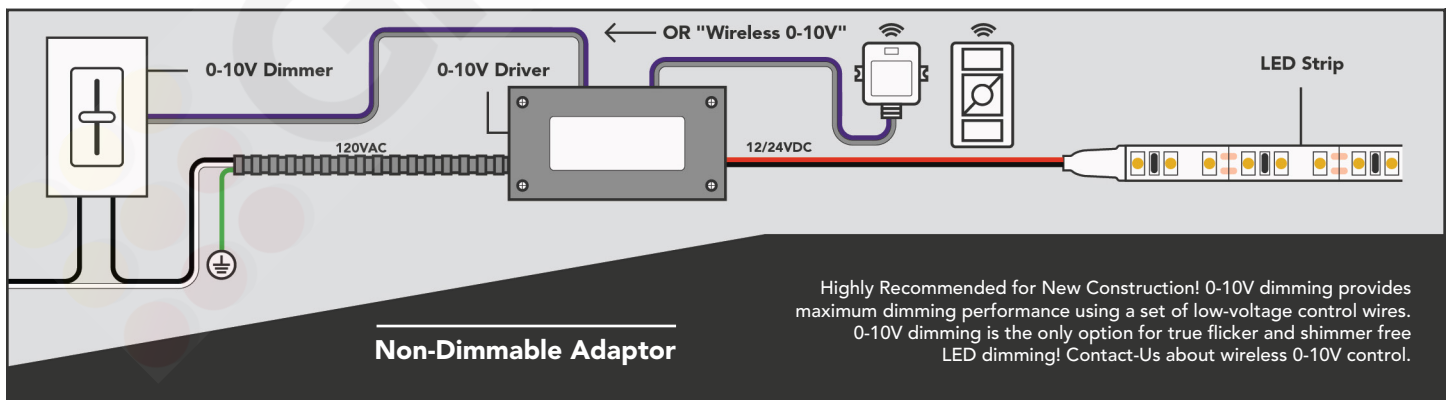 OR "Wireless 0-10V"
0-10V Dimmer
0-10V Driver
LED Strip
120VAC
12/24VDC
Highly Recommended for New Construction! 0-10V dimming provides
maximum dimming performance using a set of low-voltage control wires.
0-10V dimming is the only option for true flicker and shimmer free
LED dimming! Contact-Us about wireless 0-10V control.
Non-Dimmable Adaptor